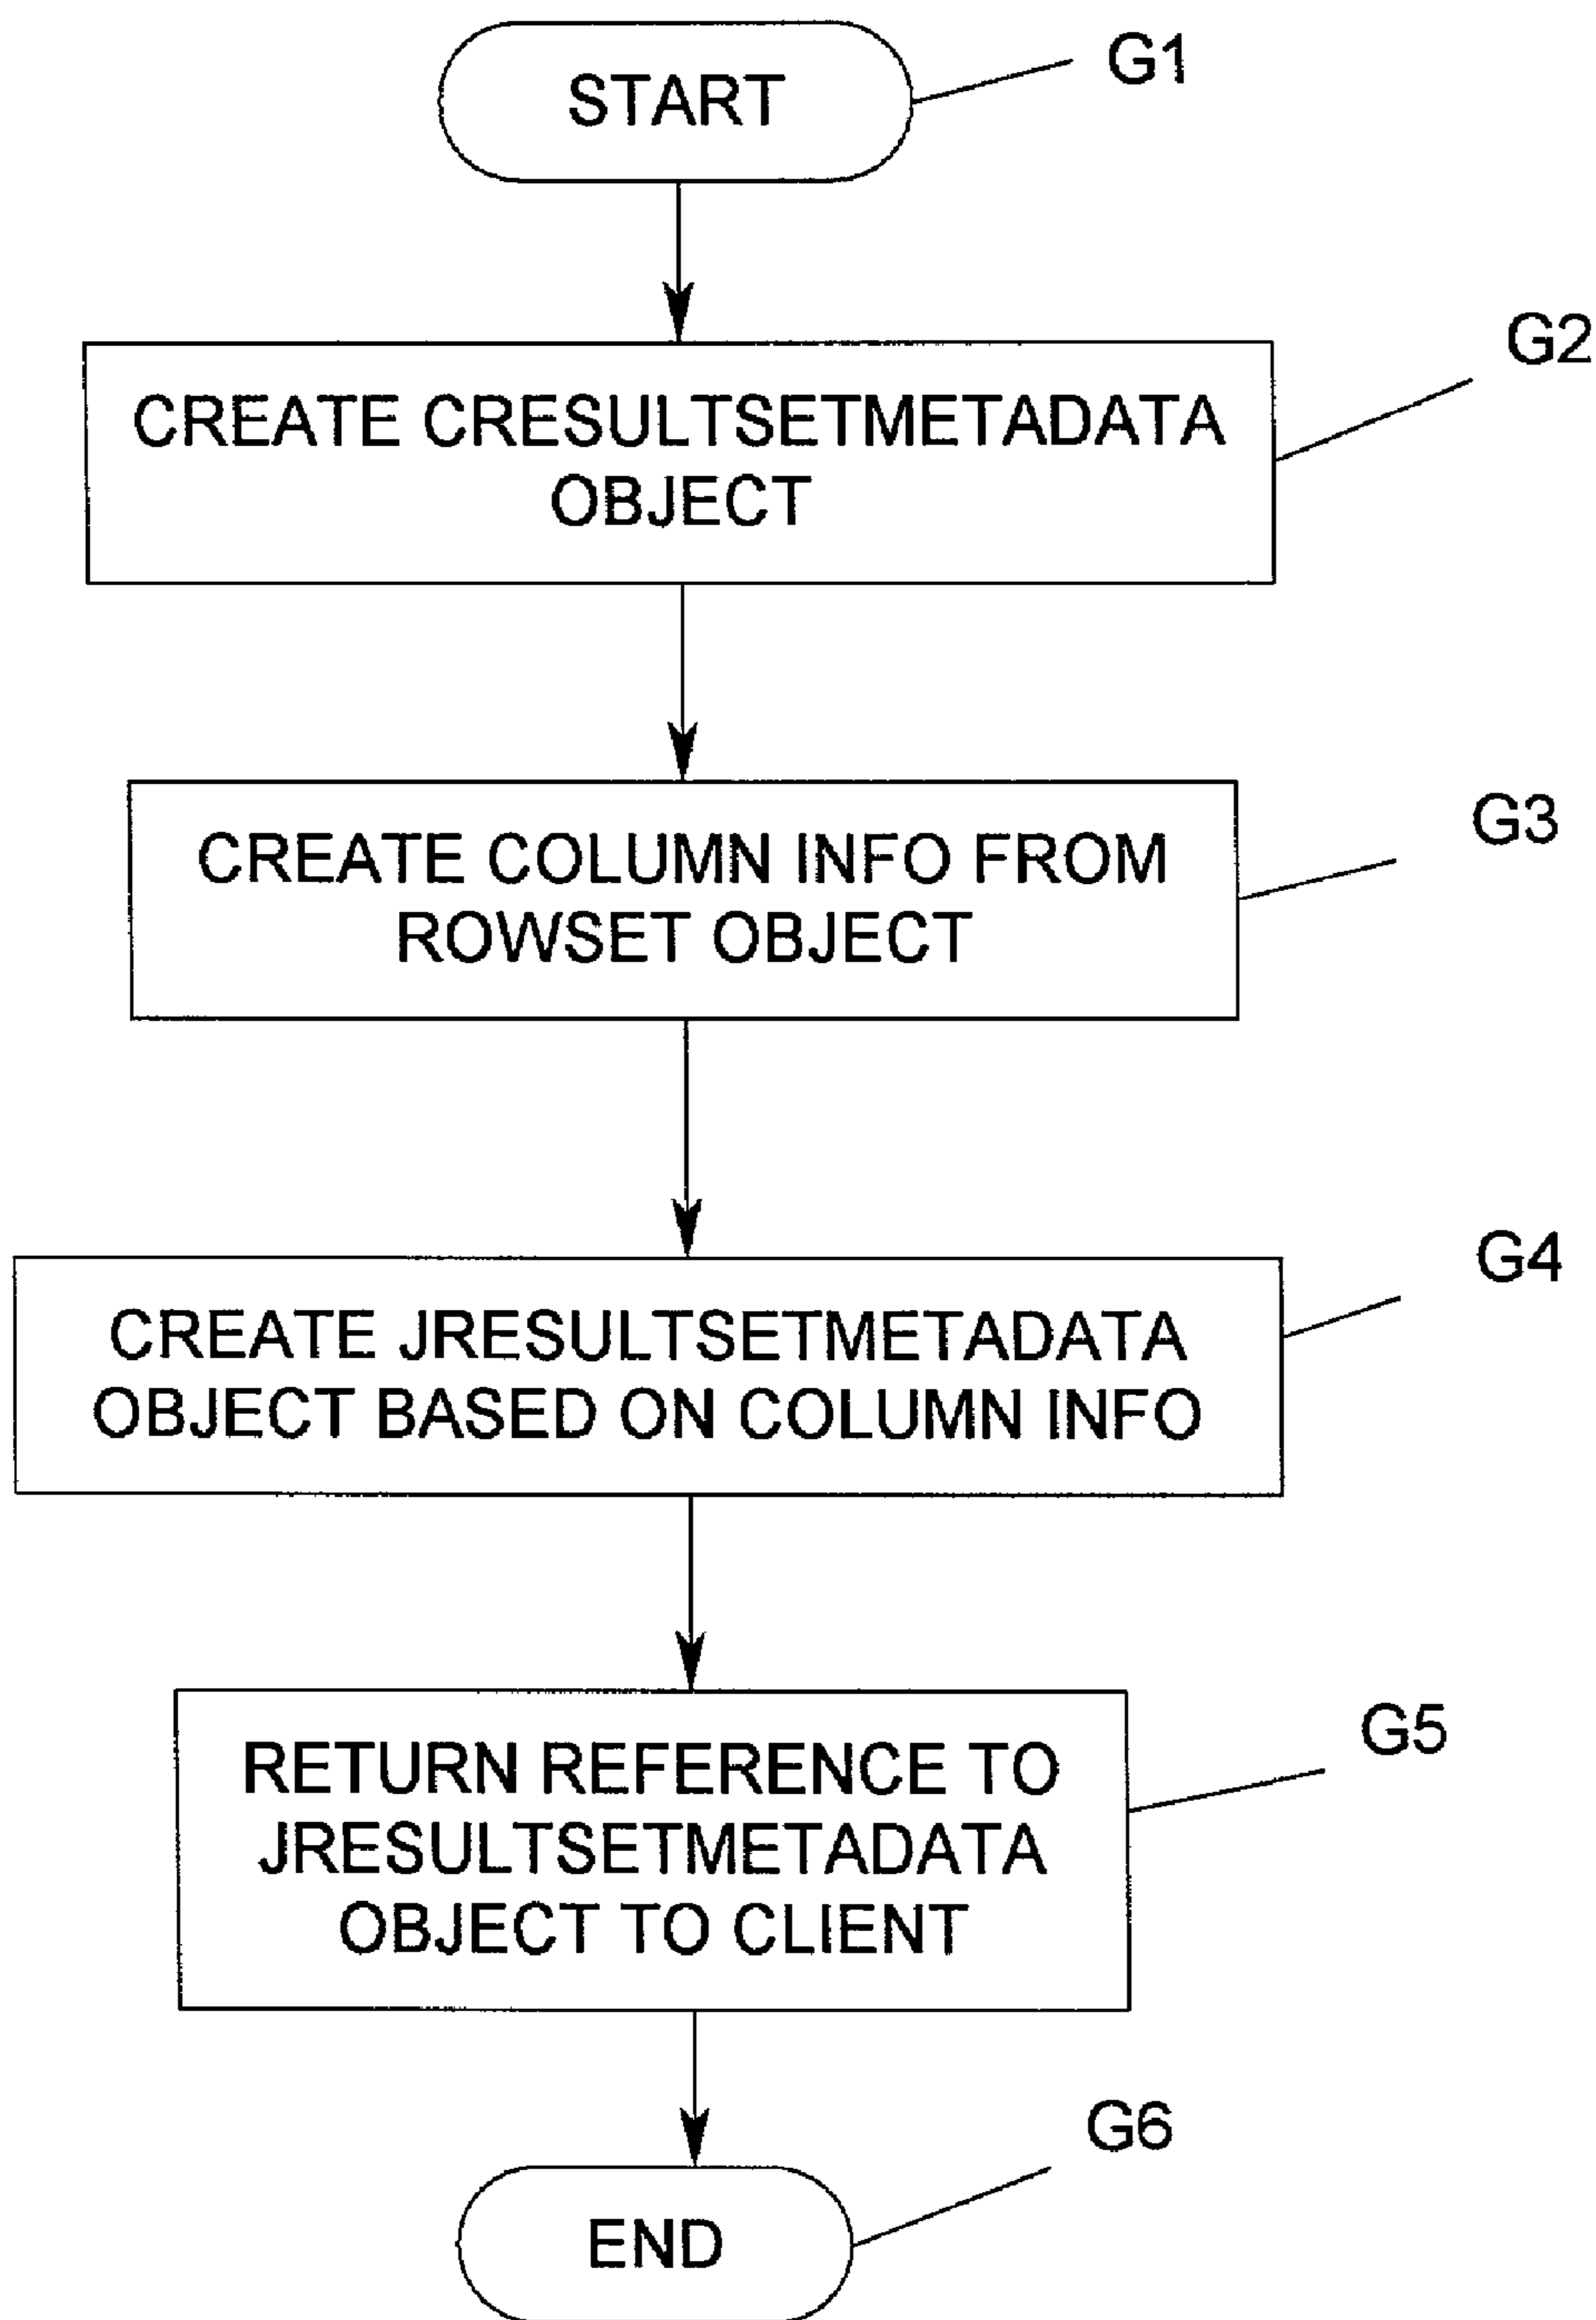 START
G1
CREATE CRESULTSETMETADATA
OBJECT
G2
CREATE COLUMN INFO FROM
ROWSET OBJECT
G3
CREATE JRESULTSETMETADATA
OBJECT BASED ON COLUMN INFO
G4
RETURN REFERENCE TO
JRESULTSETMETADATA
OBJECT TO CLIENT
G5
END
G6